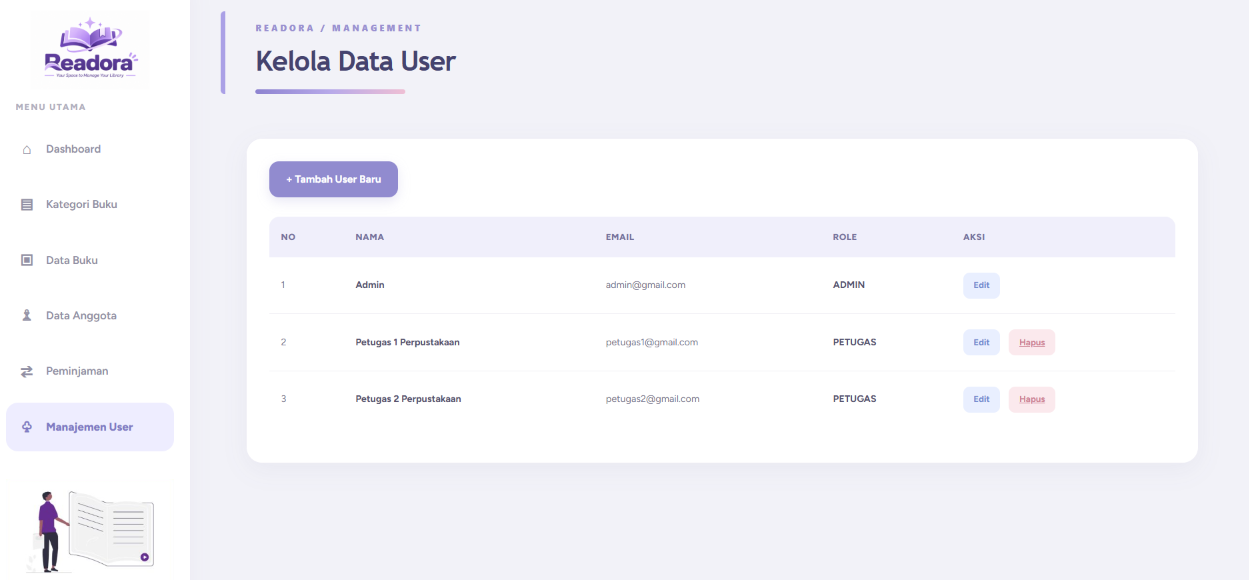 Readora
Your Space to Manage Your Library
MENU UTAMA
Dashboard
Kategori Buku
Data Buku
Data Anggota
Peminjaman
Manajemen User
READORA / MANAGEMENT
Kelola Data User
+ Tambah User Baru
NO NAMA EMAIL ROLE AKSI
1 Admin admin@gmail.com ADMIN Edit
2 Petugas 1 Perpustakaan petugas1@gmail.com PETUGAS Edit Hapus
3 Petugas 2 Perpustakaan petugas2@gmail.com PETUGAS Edit Hapus